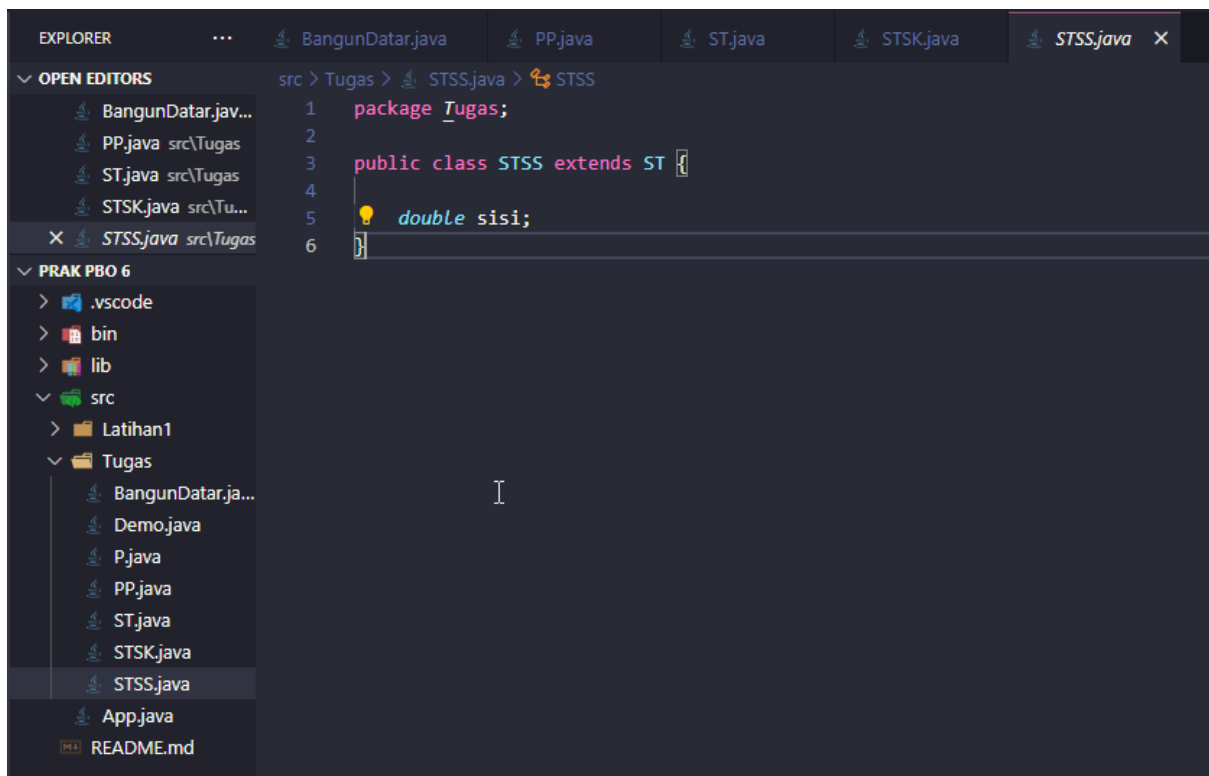 EXPLORER ...
BangunDatar.java PP.java ST.java STSK.java STSS.java
OPEN EDITORS
BangunDatar.jav...
PP.java src\Tugas
ST.java src\Tugas
STSK.java src\Tu...
STSS.java src\Tugas
PRAK PBO 6
.vscode
bin
lib
src
Latihan1
Tugas
BangunDatar.ja...
Demo.java
P.java
PP.java
ST.java
STSK.java
STSS.java
App.java
README.md
src > Tugas > STSS.java > STSS
1 package Tugas;
2
3 public class STSS extends ST {
4
5 double sisi;
6 }